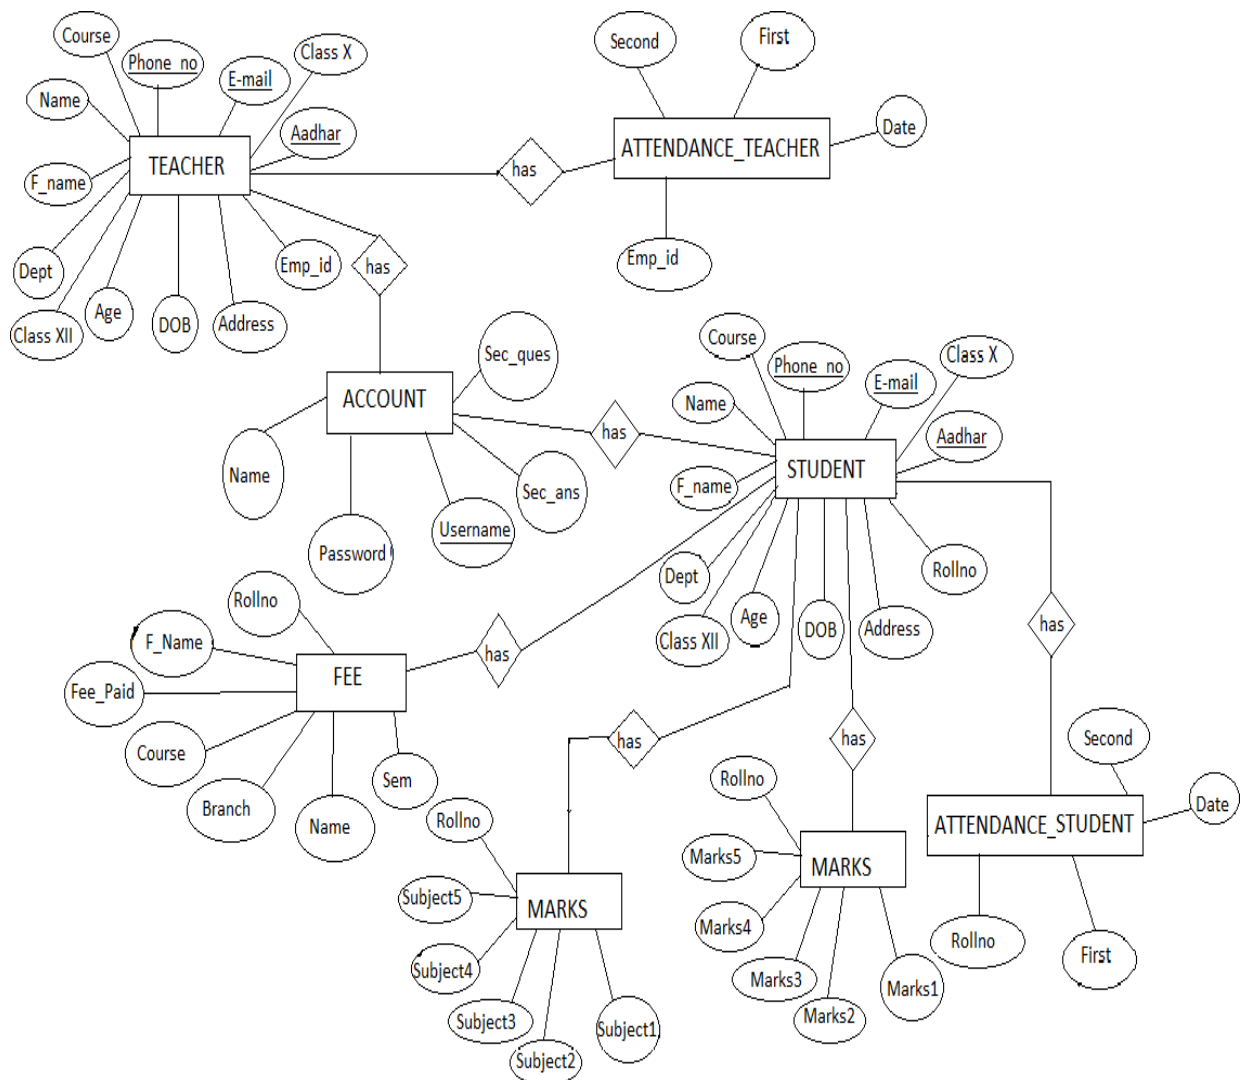 Course
Phone_no
Class X
E-mail
Name
Aadhar
TEACHER
F_name
Dept
Class XII
Age
DOB
Address
Emp_id
has
Second
First
Date
ATTENDANCE_TEACHER
Emp_id
has
ACCOUNT
Sec_ques
Name
Password
Username
Sec_ans
has
Course
Phone_no
Class X
E-mail
Name
Aadhar
STUDENT
F_name
Dept
Class XII
Age
DOB
Address
Rollno
has
Rollno
F_Name
FEE
Fee_Paid
Course
Branch
Name
Sem
has
Rollno
Subject5
MARKS
Subject4
Subject3
Subject2
Subject1
has
Rollno
Marks5
MARKS
Marks4
Marks3
Marks2
Marks1
has
Second
Date
ATTENDANCE_STUDENT
Rollno
First